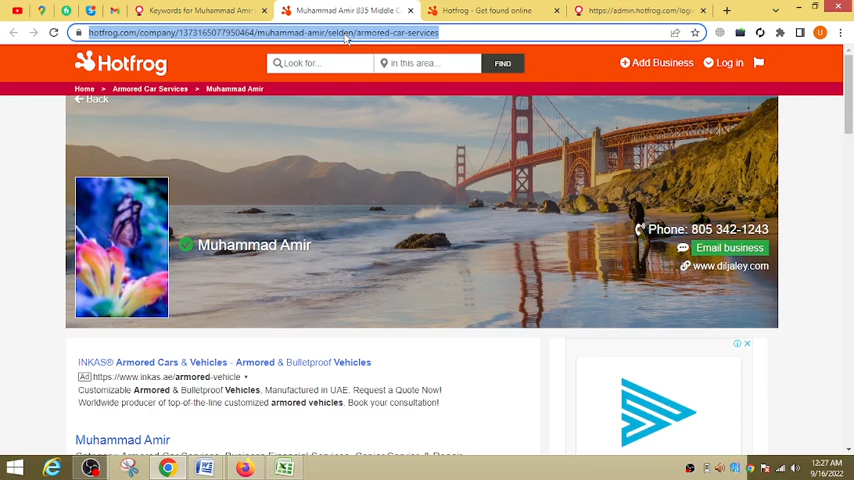 Keywords for Muhammad Amir
Muhammad Amir 835 Middle C
Hotfrog - Get found online
https://admin.hotfrog.com/log
hotfrog.com/company/1373165077950464/muhammad-amir/selden/armored-car-services
U
Hotfrog
Look for...
in this area...
FIND
Add Business
Log in
Home > Armored Car Services > Muhammad Amir
Back
Phone: 805 342-1243
Muhammad Amir
Email business
www.diljaley.com
INKAS® Armored Cars & Vehicles - Armored & Bulletproof Vehicles
Ad https://www.inkas.ae/armored-vehicle
Customizable Armored & Bulletproof Vehicles, Manufactured in UAE. Request a Quote Now!
Worldwide producer of top-of-the-line customized armored vehicles. Book your consultation!
Muhammad Amir
12:27 AM
9/16/2022